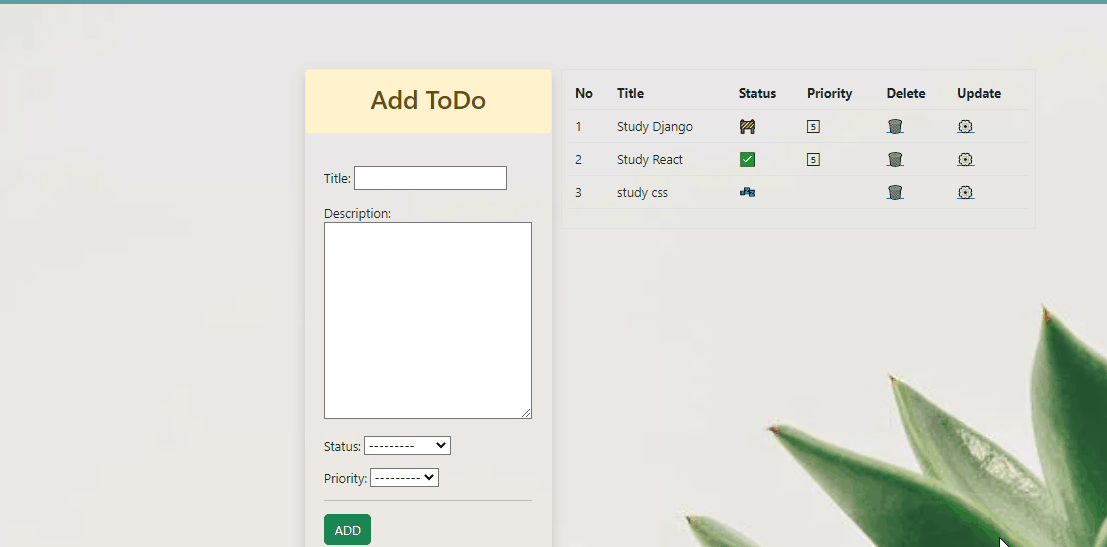 Add ToDo
Title:
Description:
Status: ---------
Priority: ---------
ADD
No Title Status Priority Delete Update
1 Study Django 5
2 Study React 5
3 study css